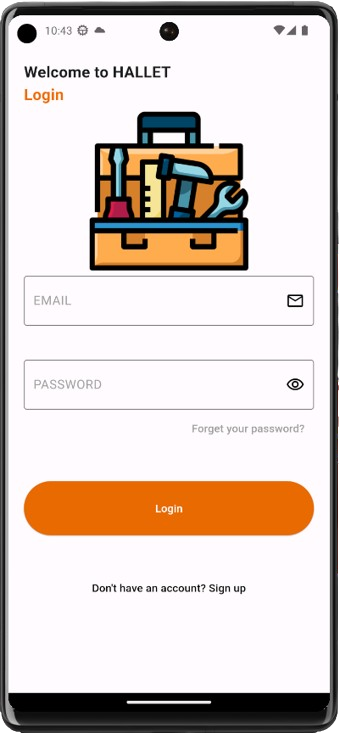 10:43
Welcome to HALLET
Login
EMAIL
PASSWORD
Forget your password?
Login
Don't have an account? Sign up